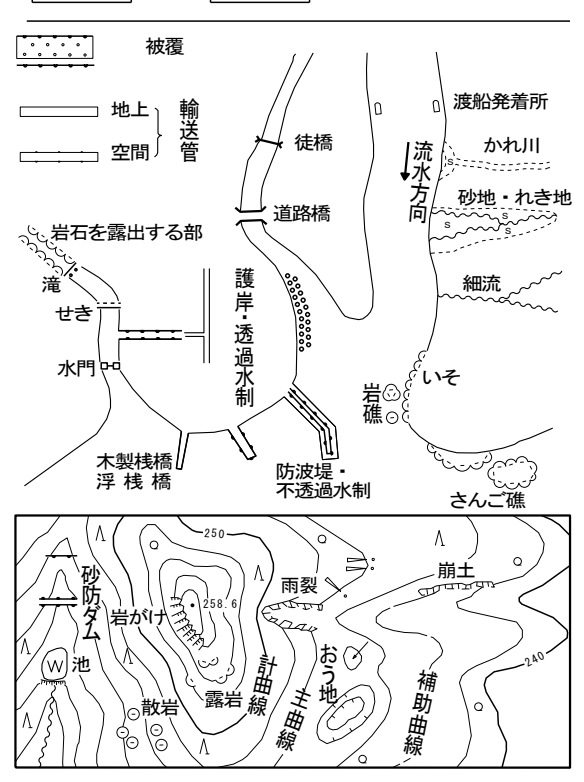 被覆
地上
空間
輸送管
徒橋
道路橋
渡船発着所
かれ川
流水方向
砂地・れき地
s
s
s
s
岩石を露出する部
滝
せき
水門
護岸・透過水制
細流
いそ
岩礁
木製桟橋
浮桟橋
防波堤・
不透過水制
さんご礁
250
砂防ダム
岩がけ
258.6
雨裂
崩土
池
W
散岩
露岩
計曲線
主曲線
おう地
補助曲線
240